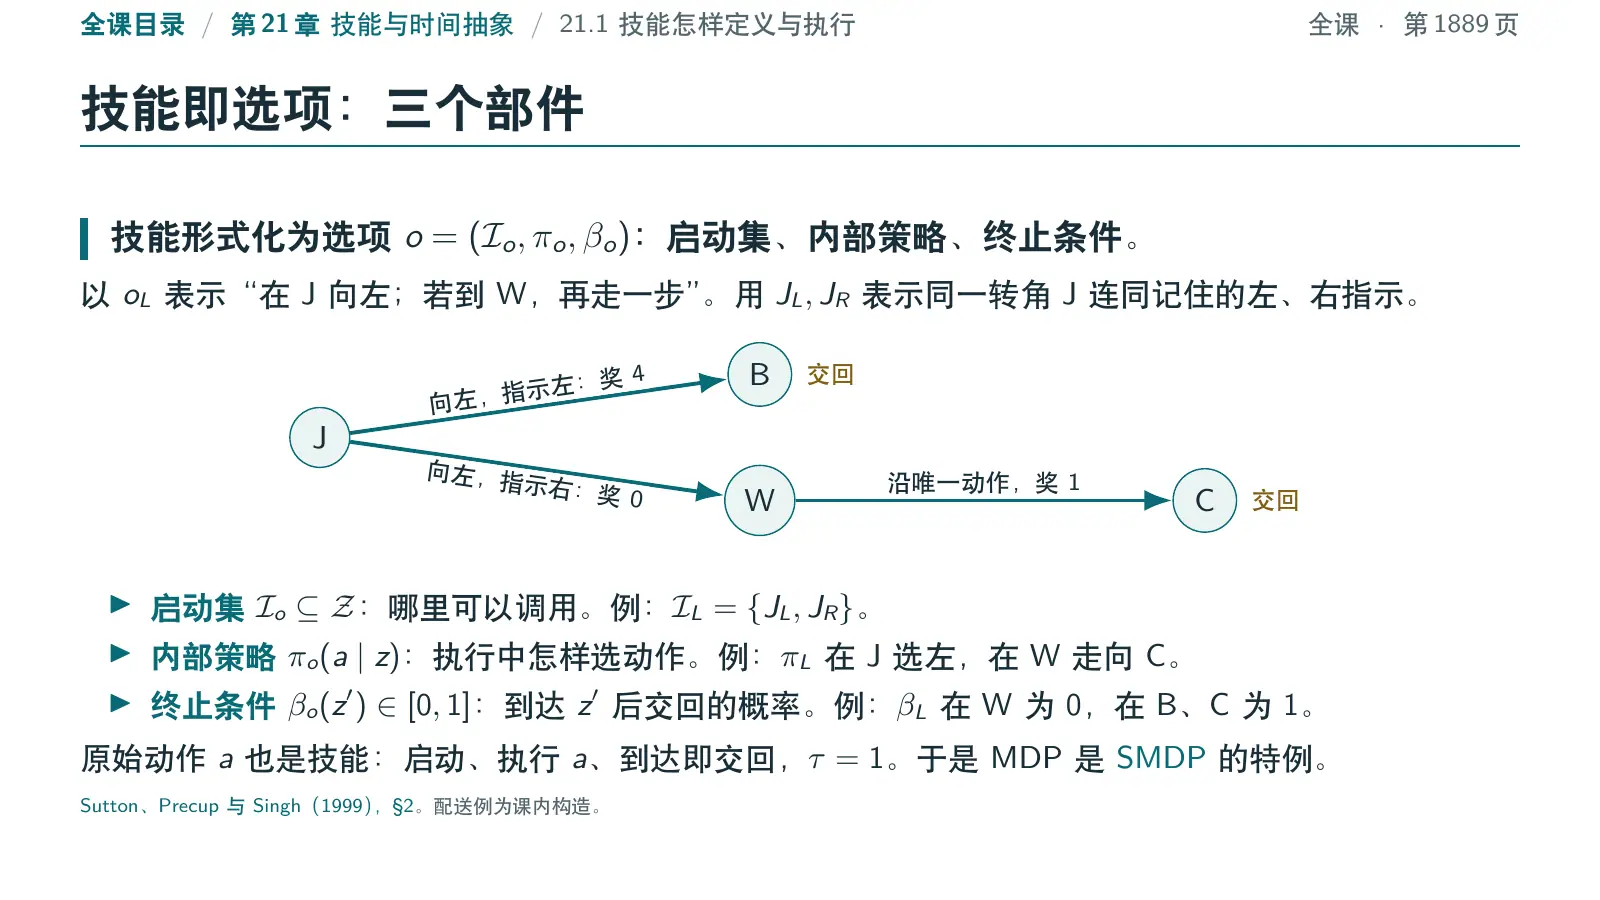 全课目录 / 第 21 章 技能与时间抽象 / 21.1 技能怎样定义与执行
全课 · 第 1889 页
技能即选项：三个部件
技能形式化为选项 o = (𝓘ₒ, πₒ, βₒ)：启动集、内部策略、终止条件。
以 o_L 表示“在 J 向左；若到 W，再走一步”。用 J_L, J_R 表示同一转角 J 连同记住的左、右指示。
向左，指示左：奖 4
B
交回
J
向左，指示右：奖 0
W
沿唯一动作，奖 1
C
交回
▶ 启动集 𝓘ₒ ⊆ 𝓩：哪里可以调用。例：𝓘_L = {J_L, J_R}。
▶ 内部策略 πₒ(a | z)：执行中怎样选动作。例：π_L 在 J 选左，在 W 走向 C。
▶ 终止条件 βₒ(z′) ∈ [0, 1]：到达 z′ 后交回的概率。例：β_L 在 W 为 0，在 B、C 为 1。
原始动作 a 也是技能：启动、执行 a、到达即交回，τ = 1。于是 MDP 是 SMDP 的特例。
Sutton、Precup 与 Singh（1999），§2。配送例为课内构造。